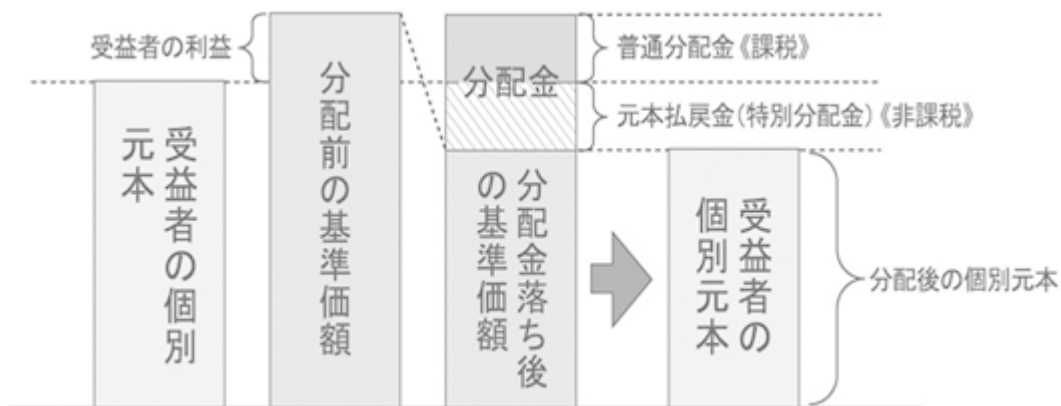 受益者の利益
受益者の個別
元本
分配前の基準価額
分配金
分配金落ち後
の基準価額
普通分配金《課税》
元本払戻金(特別分配金)《非課税》
受益者の
個別元本
分配後の個別元本